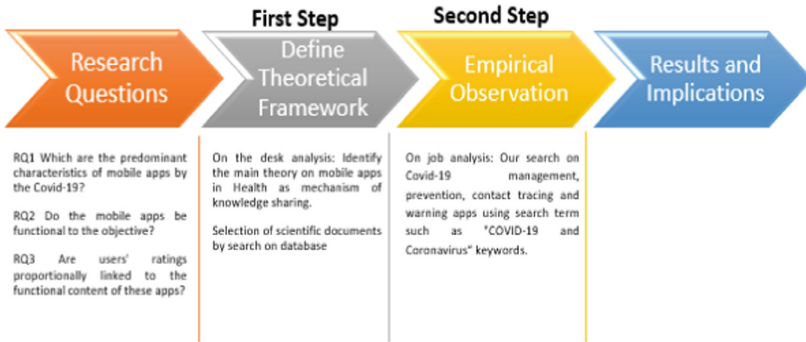 First Step
Second Step
Research
Questions
Define
Theoretical
Framework
Empirical
Observation
Results and
Implications
RQ1 Which are the predominant
characteristics of mobile apps by
the Covid-19?
RQ2 Do the mobile apps be
functional to the objective?
RQ3 Are users' ratings
proportionally linked to the
functional content of these apps?
On the desk analysis: Identify
the main theory on mobile apps
in Health as mechanism of
knowledge sharing.
Selection of scientific documents
by search on database
On job analysis: Our search on
Covid-19 management,
prevention, contact tracing and
warning apps using search term
such as "COVID-19 and
Coronavirus" keywords.